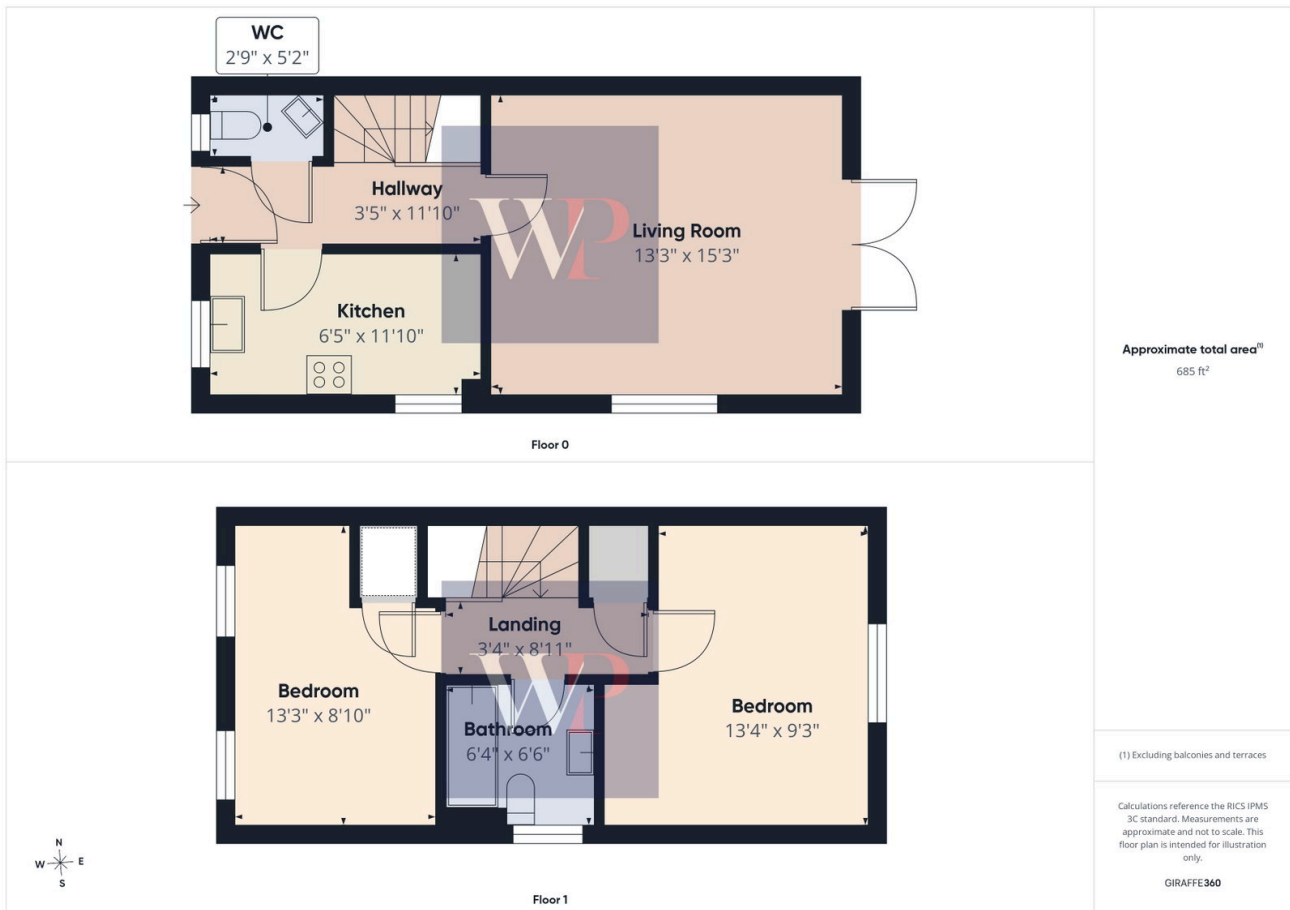 WC
2'9" x 5'2"
Hallway
3'5" x 11'10"
Living Room
13'3" x 15'3"
Kitchen
6'5" x 11'10"
WP
Floor 0
Approximate total area(1)
685 ft²
Landing
3'4" x 8'11"
Bedroom
13'3" x 8'10"
Bathroom
6'4" x 6'6"
Bedroom
13'4" x 9'3"
WP
N
W E
S
Floor 1
(1) Excluding balconies and terraces
Calculations reference the RICS IPMS
3C standard. Measurements are
approximate and not to scale. This
floor plan is intended for illustration
only.
GIRAFFE360